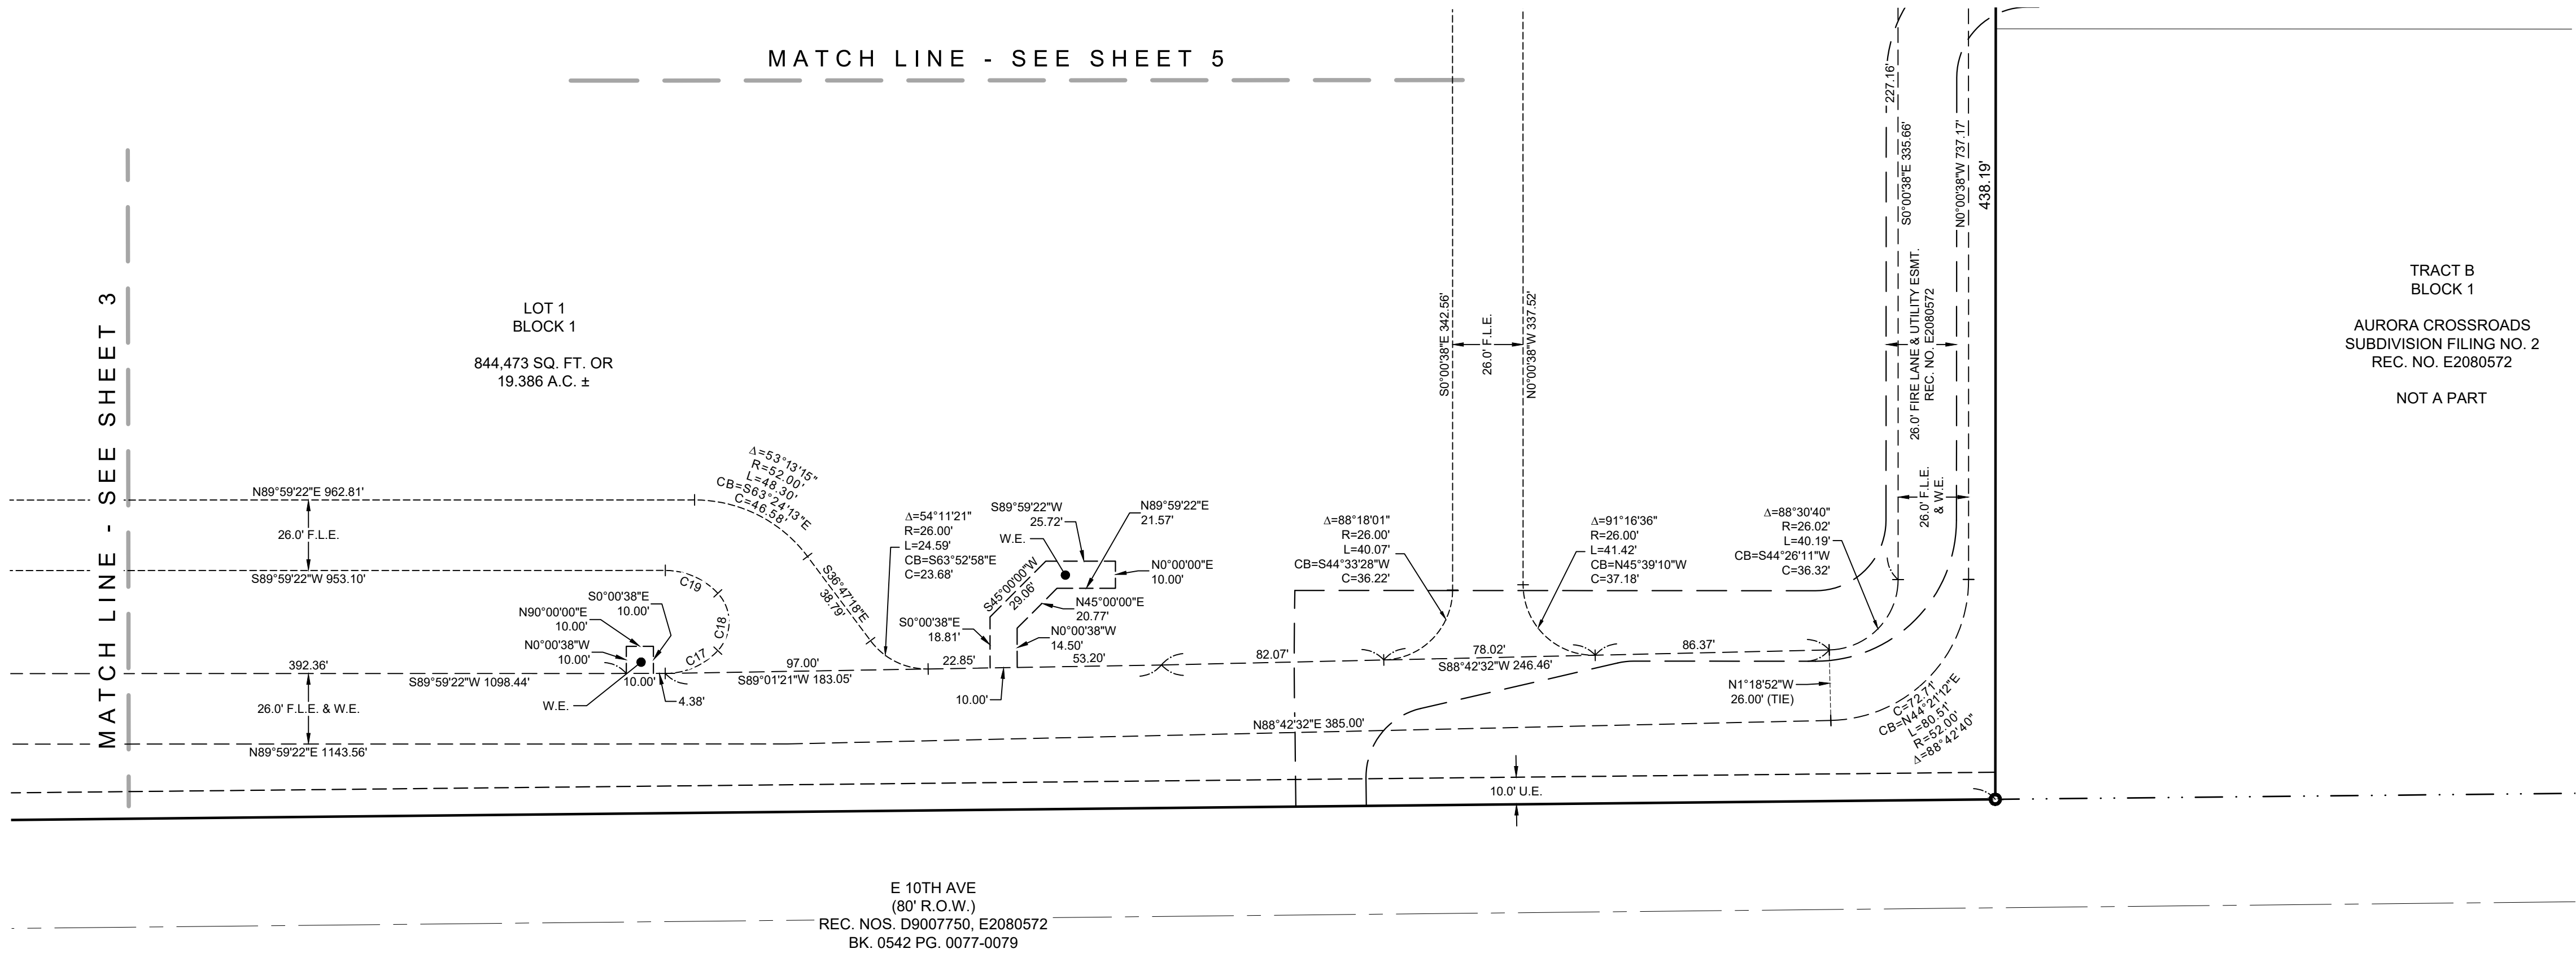 MATCH LINE - SEE SHEET 5
MATCH LINE - SEE SHEET 3
LOT 1
BLOCK 1
844,473 SQ. FT. OR
19.386 A.C. ±
N89°59'22"E 962.81'
26.0' F.L.E.
S89°59'22"W 953.10'
392.36'
S89°59'22"W 1098.44'
26.0' F.L.E. & W.E.
N89°59'22"E 1143.56'
N90°00'00"E
10.00'
S0°00'38"E
10.00'
N0°00'38"W
10.00'
W.E.
10.00'
4.38'
C19
C18
C17
Δ=53°13'15"
R=52.00'
L=48.30'
CB=S63°24'13"E
C=46.58'
S36°47'18"E
38.79'
97.00'
S89°01'21"W 183.05'
Δ=54°11'21"
R=26.00'
L=24.59'
CB=S63°52'58"E
C=23.68'
22.85'
10.00'
53.20'
S0°00'38"E
18.81'
S45°00'00"W
29.06'
W.E.
S89°59'22"W
25.72'
N89°59'22"E
21.57'
N0°00'00"E
10.00'
N45°00'00"E
20.77'
N0°00'38"W
14.50'
82.07'
Δ=88°18'01"
R=26.00'
L=40.07'
CB=S44°33'28"W
C=36.22'
S0°00'38"E 342.56'
26.0' F.L.E.
N0°00'38"W 337.52'
Δ=91°16'36"
R=26.00'
L=41.42'
CB=N45°39'10"W
C=37.18'
78.02'
S88°42'32"W 246.46'
86.37'
Δ=88°30'40"
R=26.02'
L=40.19'
CB=S44°26'11"W
C=36.32'
N1°18'52"W
26.00' (TIE)
N88°42'32"E 385.00'
C=72.71'
CB=N44°21'12"E
L=80.51'
R=52.00'
Δ=88°42'40"
10.0' U.E.
227.16'
S0°00'38"E 335.66'
26.0' FIRE LANE & UTILITY ESMT.
REC. NO. E2080572
26.0' F.L.E.
& W.E.
N0°00'38"W 737.17'
438.19'
TRACT B
BLOCK 1
AURORA CROSSROADS
SUBDIVISION FILING NO. 2
REC. NO. E2080572
NOT A PART
E 10TH AVE
(80' R.O.W.)
REC. NOS. D9007750, E2080572
BK. 0542 PG. 0077-0079